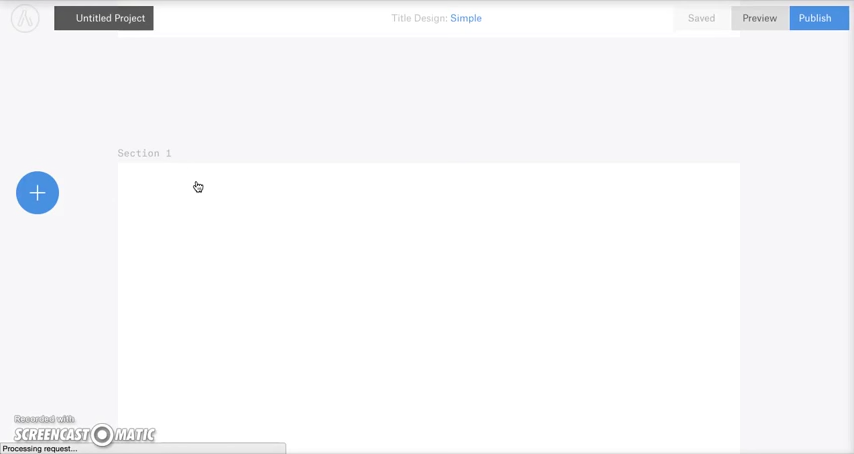 Untitled Project
Title Design: Simple
Saved
Preview
Publish
Section 1
Recorded with
SCREENCAST-O-MATIC
Processing request...